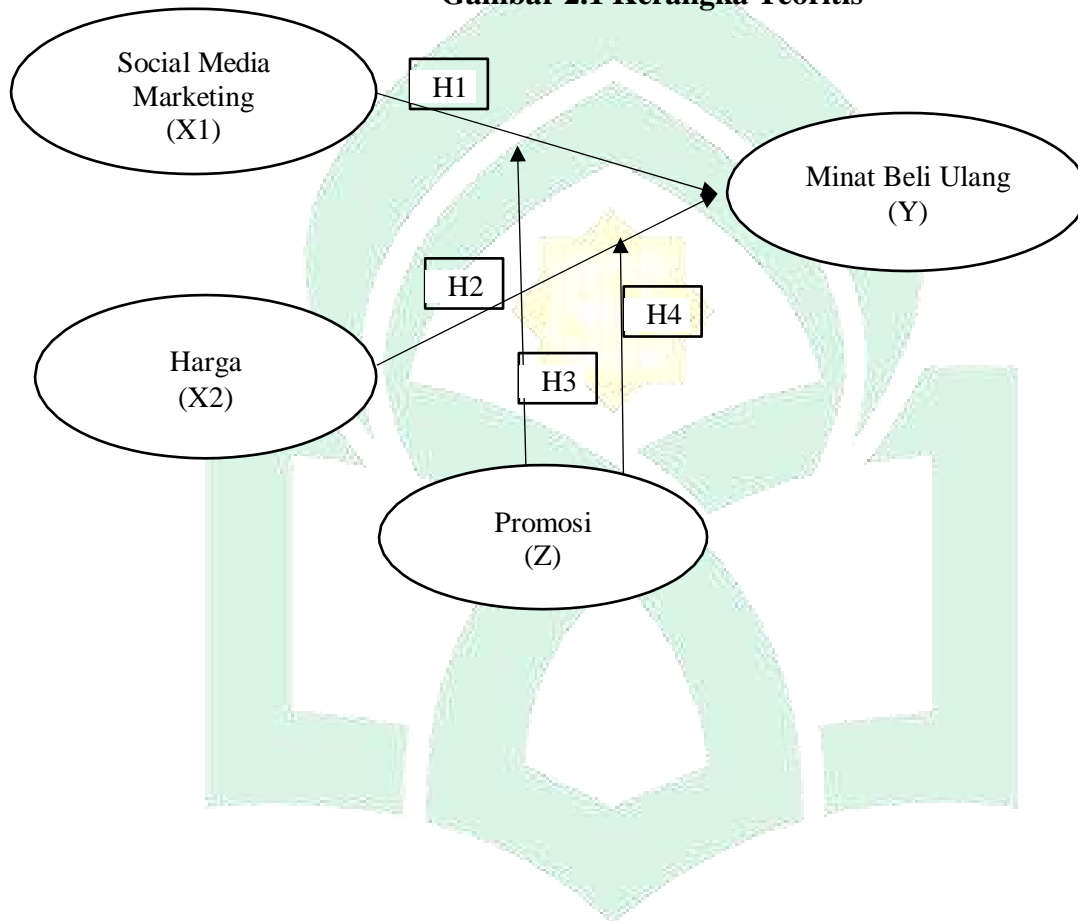 Gambar 2.1 Kerangka Teoritis
Social Media
Marketing
(X1)
H1
Minat Beli Ulang
(Y)
H2
H4
Harga
(X2)
H3
Promosi
(Z)